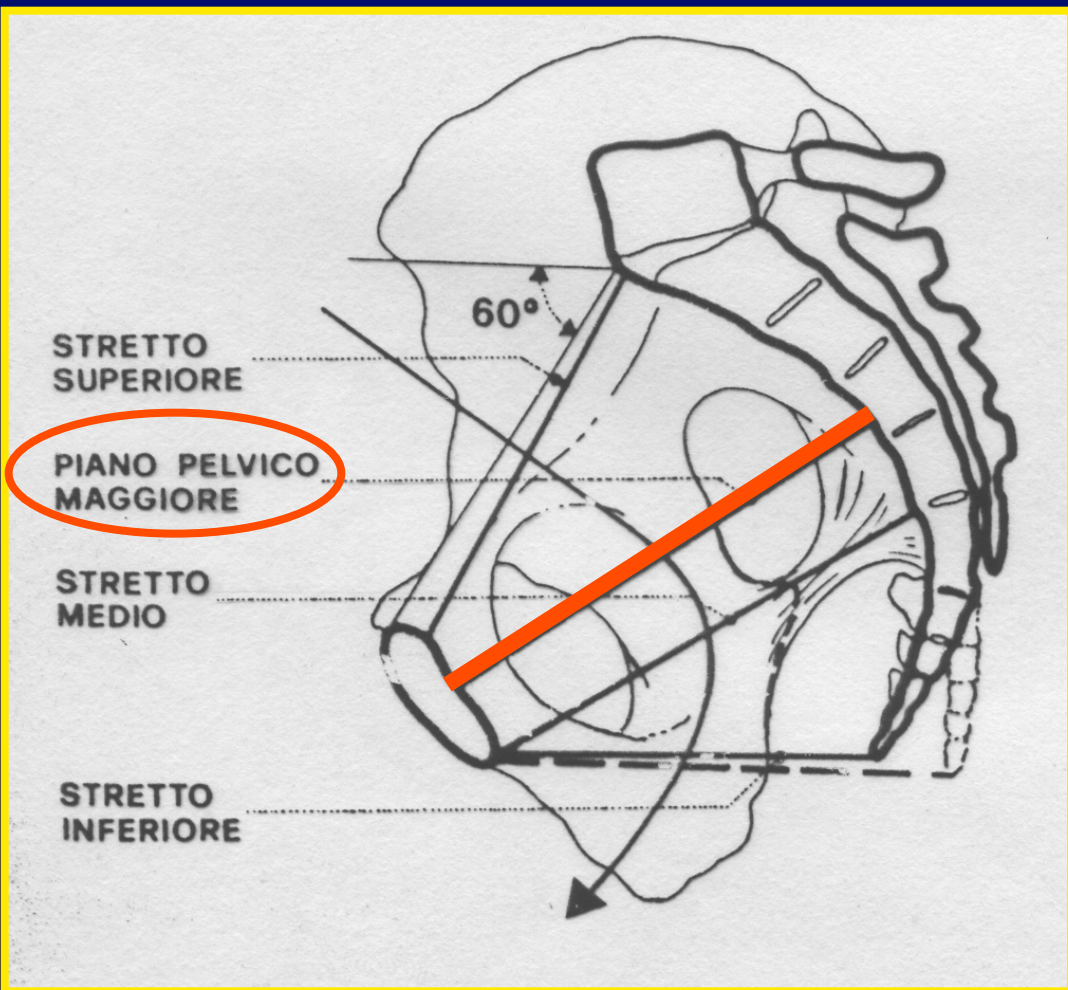 60°
STRETTO
SUPERIORE
PIANO PELVICO
MAGGIORE
STRETTO
MEDIO
STRETTO
INFERIORE